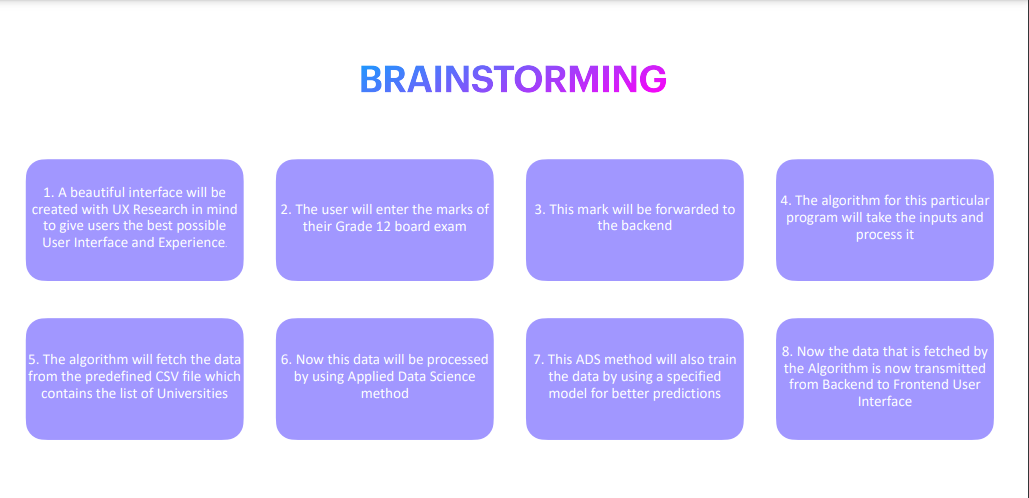 BRAINSTORMING
1. A beautiful interface will be
created with UX Research in mind
to give users the best possible
User Interface and Experience.
2. The user will enter the marks of
their Grade 12 board exam
3. This mark will be forwarded to
the backend
4. The algorithm for this particular
program will take the inputs and
process it
5. The algorithm will fetch the data
from the predefined CSV file which
contains the list of Universities
6. Now this data will be processed
by using Applied Data Science
method
7. This ADS method will also train
the data by using a specified
model for better predictions
8. Now the data that is fetched by
the Algorithm is now transmitted
from Backend to Frontend User
Interface